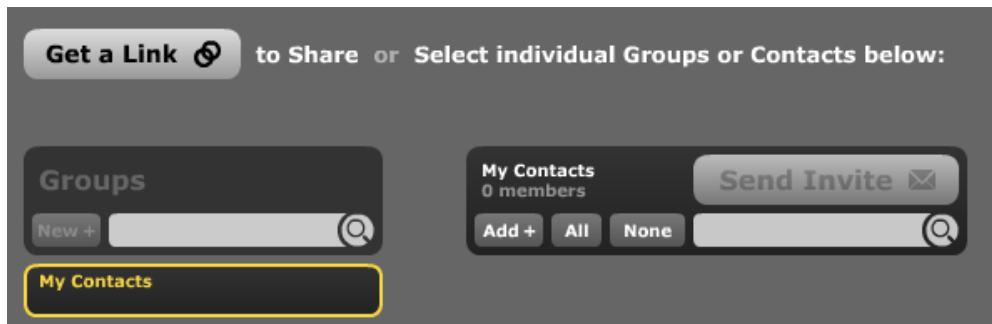 Get a Link to Share or Select individual Groups or Contacts below:
Groups
New +
My Contacts
My Contacts
0 members
Send Invite
Add + All None